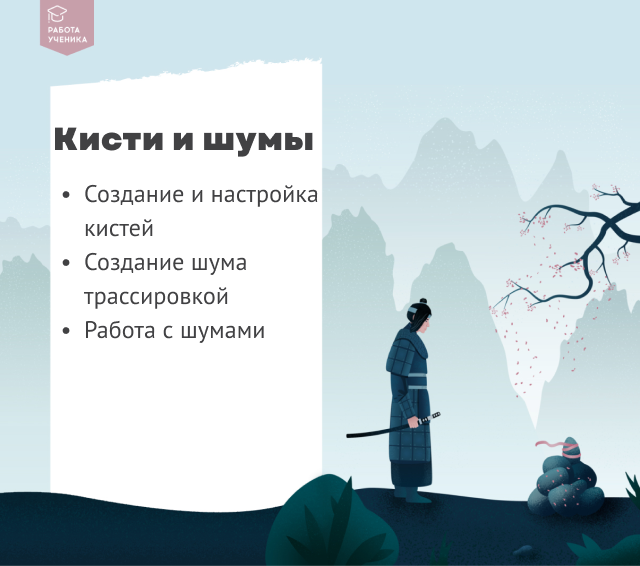 РАБОТА
УЧЕНИКА
Кисти и шумы
• Создание и настройка
кистей
• Создание шума
трассировкой
• Работа с шумами